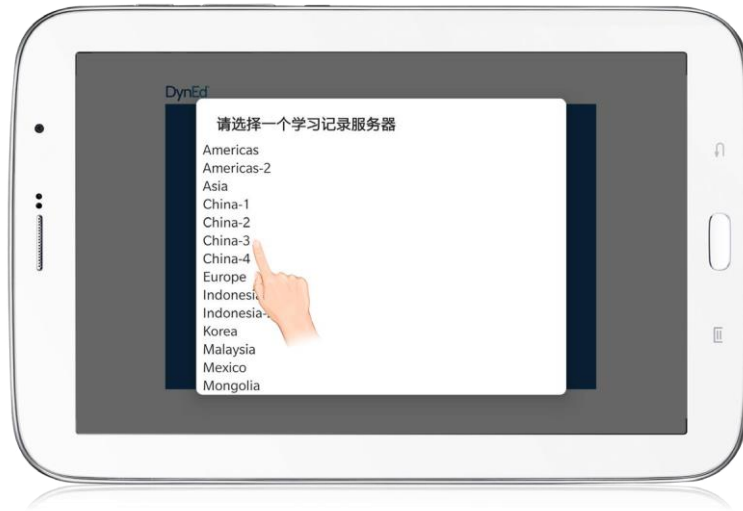 DynEd
请选择一个学习记录服务器
Americas
Americas-2
Asia
China-1
China-2
China-3
China-4
Europe
Korea
Malaysia
Mexico
Mongolia